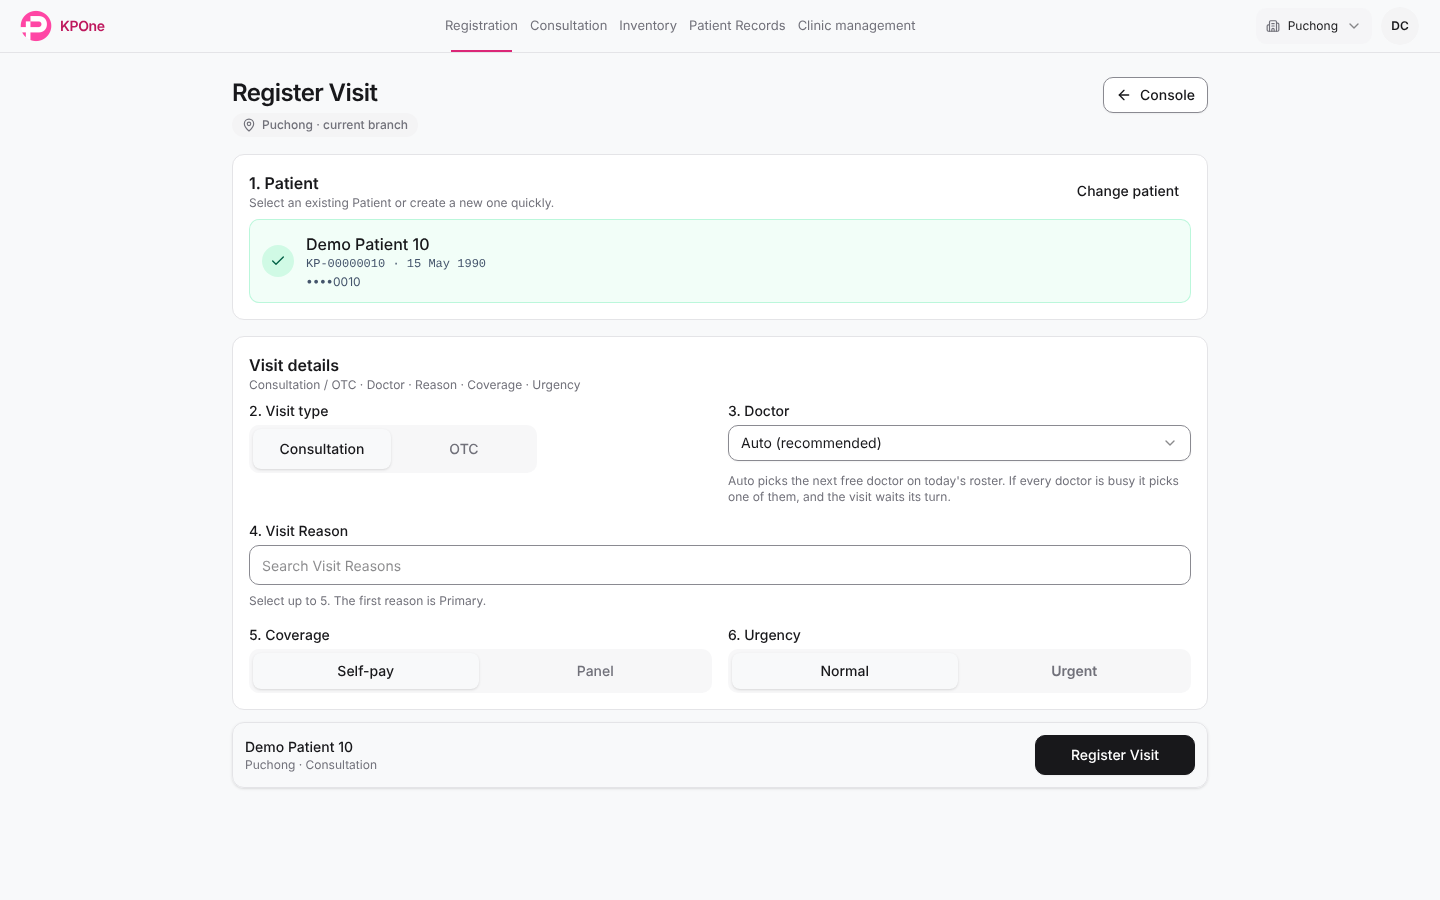 KPOne
Registration
Consultation
Inventory
Patient Records
Clinic management
Puchong
DC
Register Visit
Console
Puchong · current branch
1. Patient
Select an existing Patient or create a new one quickly.
Change patient
Demo Patient 10
KP-00000010 · 15 May 1990
••••0010
Visit details
Consultation / OTC · Doctor · Reason · Coverage · Urgency
2. Visit type
Consultation
OTC
3. Doctor
Auto (recommended)
Auto picks the next free doctor on today's roster. If every doctor is busy it picks
one of them, and the visit waits its turn.
4. Visit Reason
Search Visit Reasons
Select up to 5. The first reason is Primary.
5. Coverage
Self-pay
Panel
6. Urgency
Normal
Urgent
Demo Patient 10
Puchong · Consultation
Register Visit